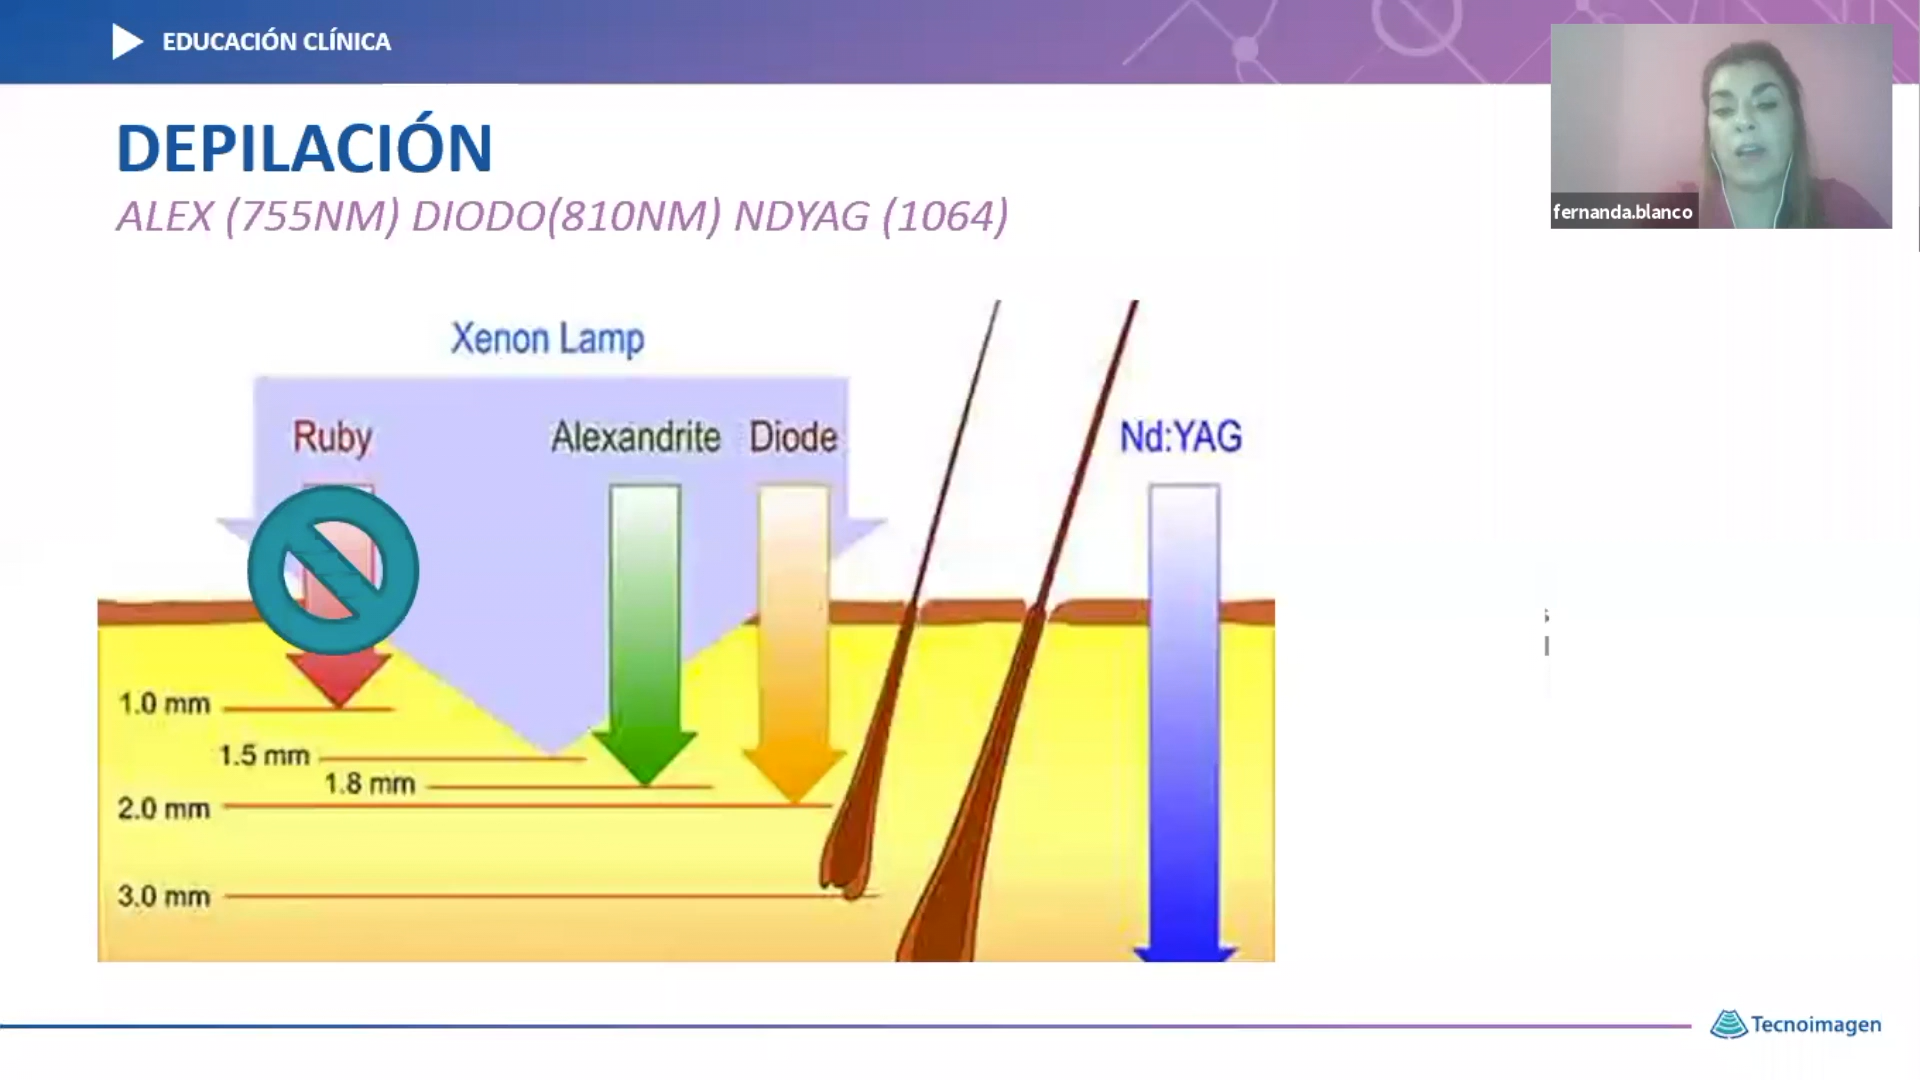 EDUCACIÓN CLÍNICA
DEPILACIÓN
ALEX (755NM) DIODO(810NM) NDYAG (1064)
fernanda.blanco
Xenon Lamp
Ruby
Alexandrite
Diode
Nd:YAG
1.0 mm
1.5 mm
1.8 mm
2.0 mm
3.0 mm
Tecnoimagen